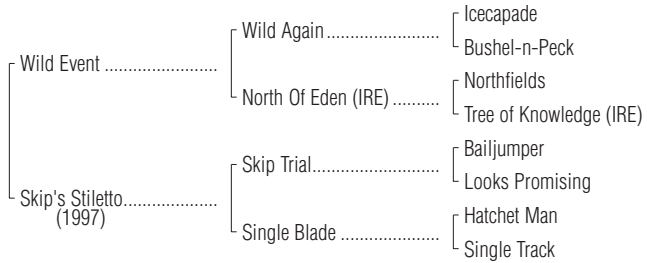 Icecapade
Wild Again
Bushel-n-Peck
Wild Event
Northfields
North Of Eden (IRE)
Tree of Knowledge (IRE)
Bailjumper
Skip Trial
Looks Promising
Skip's Stiletto
(1997)
Hatchet Man
Single Blade
Single Track